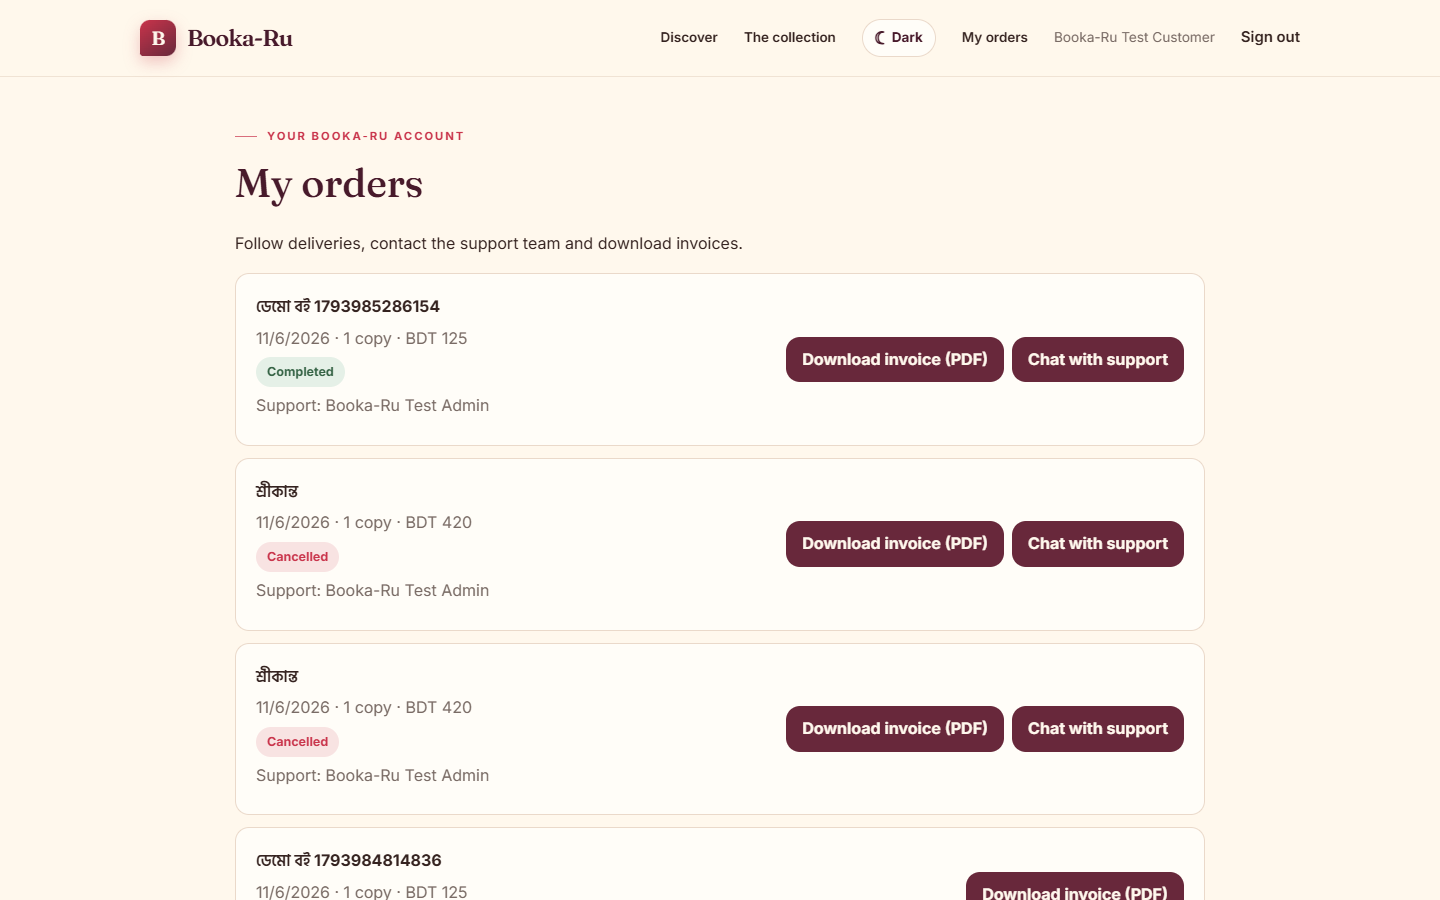 B Booka-Ru
Discover The collection ☾ Dark My orders Booka-Ru Test Customer Sign out
YOUR BOOKA-RU ACCOUNT
My orders
Follow deliveries, contact the support team and download invoices.
ডেমো বই 1793985286154
11/6/2026 · 1 copy · BDT 125
Completed
Support: Booka-Ru Test Admin
Download invoice (PDF) Chat with support
শ্রীকান্ত
11/6/2026 · 1 copy · BDT 420
Cancelled
Support: Booka-Ru Test Admin
Download invoice (PDF) Chat with support
শ্রীকান্ত
11/6/2026 · 1 copy · BDT 420
Cancelled
Support: Booka-Ru Test Admin
Download invoice (PDF) Chat with support
ডেমো বই 1793984814836
11/6/2026 · 1 copy · BDT 125
Download invoice (PDF)